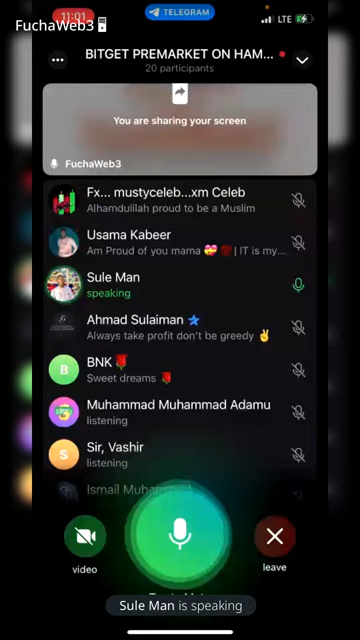 11:01
TELEGRAM
LTE
FuchaWeb3
BITGET PREMARKET ON HAM...
20 participants
You are sharing your screen
FuchaWeb3
Fx... mustyceleb...xm Celeb
Alhamdulilah proud to be a Muslim
Usama Kabeer
Am Proud of you mama 💝🌹| IT is my...
Sule Man
speaking
Ahmad Sulaiman
Always take profit don't be greedy ✌️
B
BNK🌹
Sweet dreams 🌹
Muhammad Muhammad Adamu
listening
S
Sir, Vashir
listening
Ismail Muhammad
video
leave
Sule Man is speaking